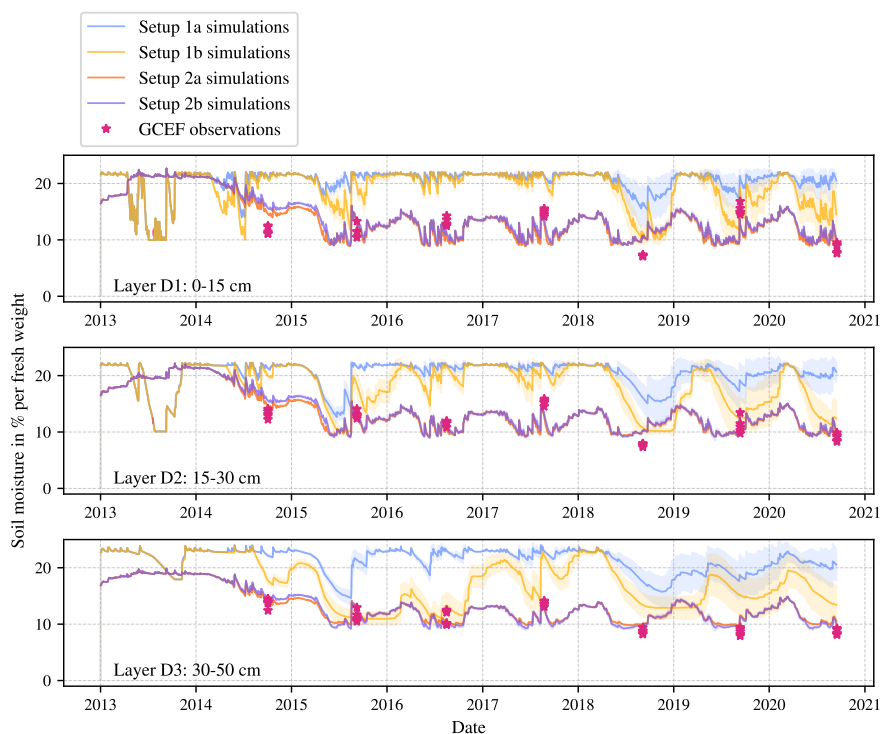 Setup 1a simulations
Setup 1b simulations
Setup 2a simulations
Setup 2b simulations
GCEF observations
Soil moisture in % per fresh weight
20
10
0
Layer D1: 0-15 cm
2013 2014 2015 2016 2017 2018 2019 2020 2021
20
10
0
Layer D2: 15-30 cm
2013 2014 2015 2016 2017 2018 2019 2020 2021
20
10
0
Layer D3: 30-50 cm
2013 2014 2015 2016 2017 2018 2019 2020 2021
Date